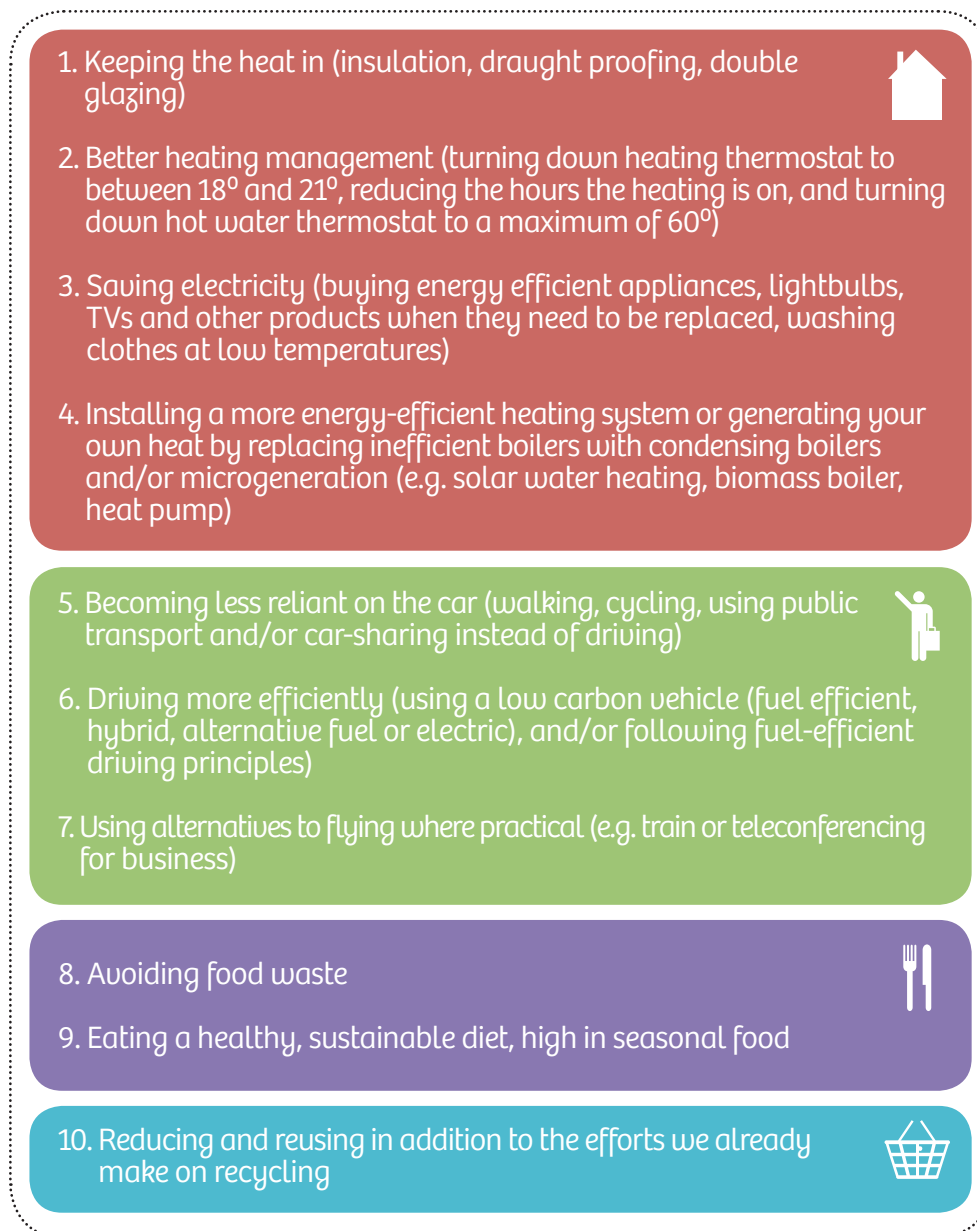 1. Keeping the heat in (insulation, draught proofing, double
glazing)
2. Better heating management (turning down heating thermostat to
between 18º and 21º, reducing the hours the heating is on, and turning
down hot water thermostat to a maximum of 60º)
3. Saving electricity (buying energy efficient appliances, lightbulbs,
TVs and other products when they need to be replaced, washing
clothes at low temperatures)
4. Installing a more energy-efficient heating system or generating your
own heat by replacing inefficient boilers with condensing boilers
and/or microgeneration (e.g. solar water heating, biomass boiler,
heat pump)
5. Becoming less reliant on the car (walking, cycling, using public
transport and/or car-sharing instead of driving)
6. Driving more efficiently (using a low carbon vehicle (fuel efficient,
hybrid, alternative fuel or electric), and/or following fuel-efficient
driving principles)
7. Using alternatives to flying where practical (e.g. train or teleconferencing
for business)
8. Avoiding food waste
9. Eating a healthy, sustainable diet, high in seasonal food
10. Reducing and reusing in addition to the efforts we already
make on recycling